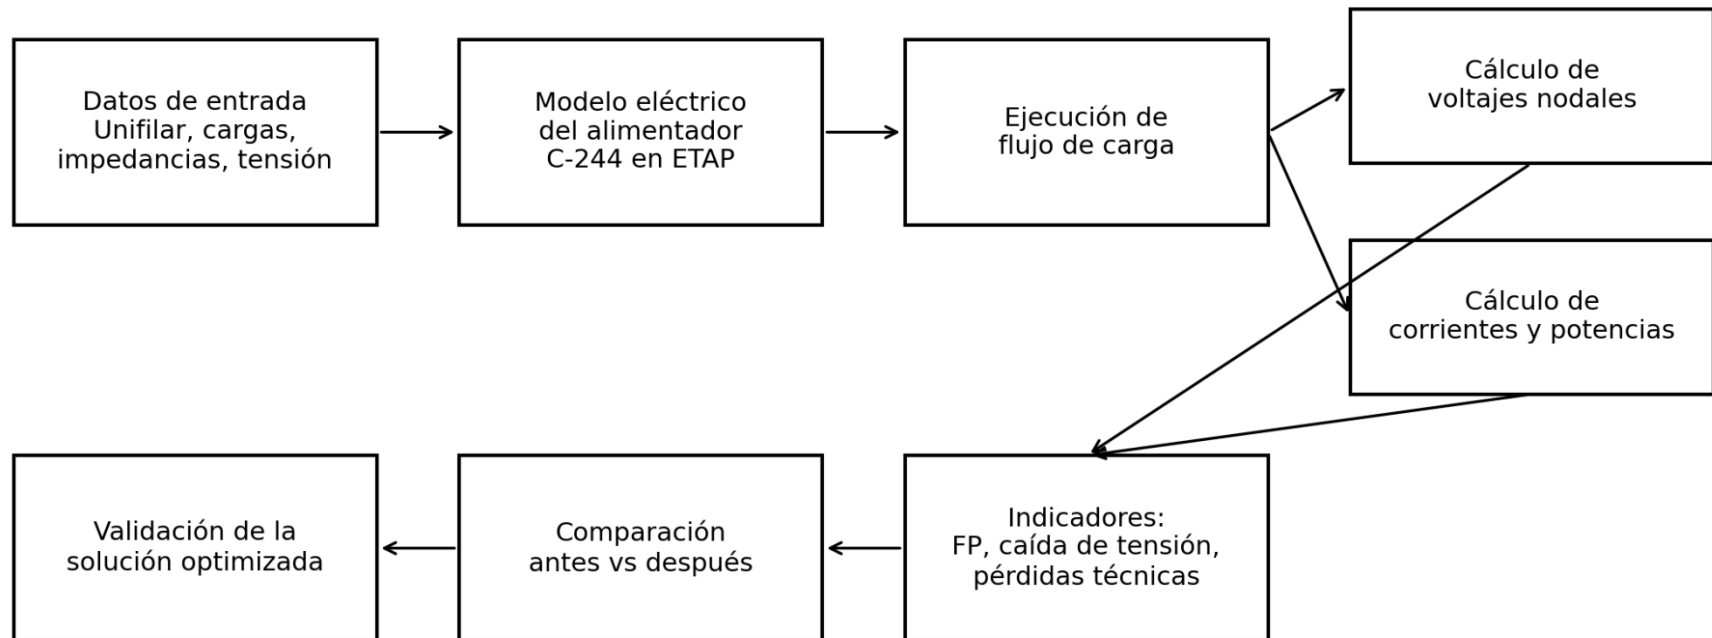 Datos de entrada
Unifilar, cargas,
impedancias, tensión
Modelo eléctrico
del alimentador
C-244 en ETAP
Ejecución de
flujo de carga
Cálculo de
voltajes nodales
Cálculo de
corrientes y potencias
Indicadores:
FP, caída de tensión,
pérdidas técnicas
Comparación
antes vs después
Validación de la
solución optimizada